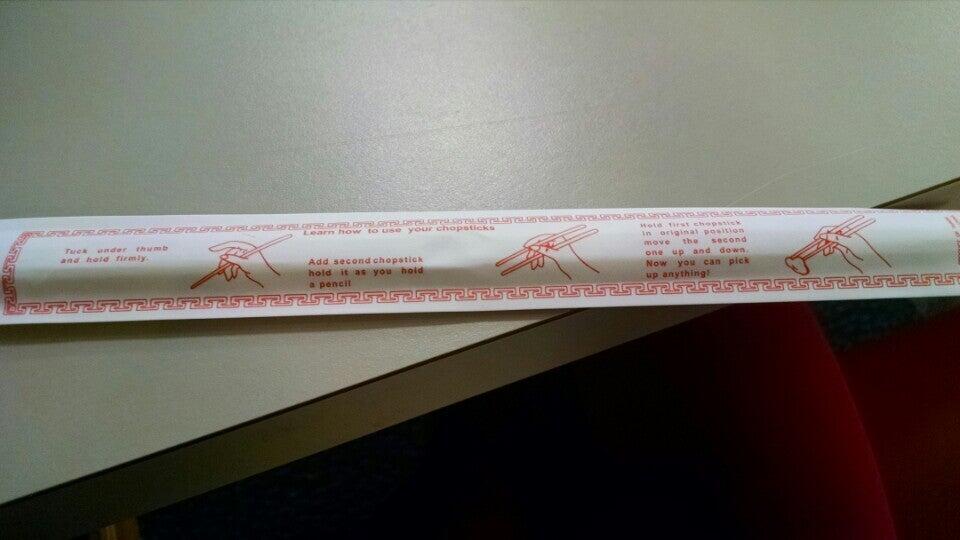 Learn how to use your chopsticks
Tuck under thumb
and hold firmly.
Add second chopstick
hold it as you hold
a pencil
Hold first chopstick
in original position
move the second
one up and down.
Now you can pick
up anything!